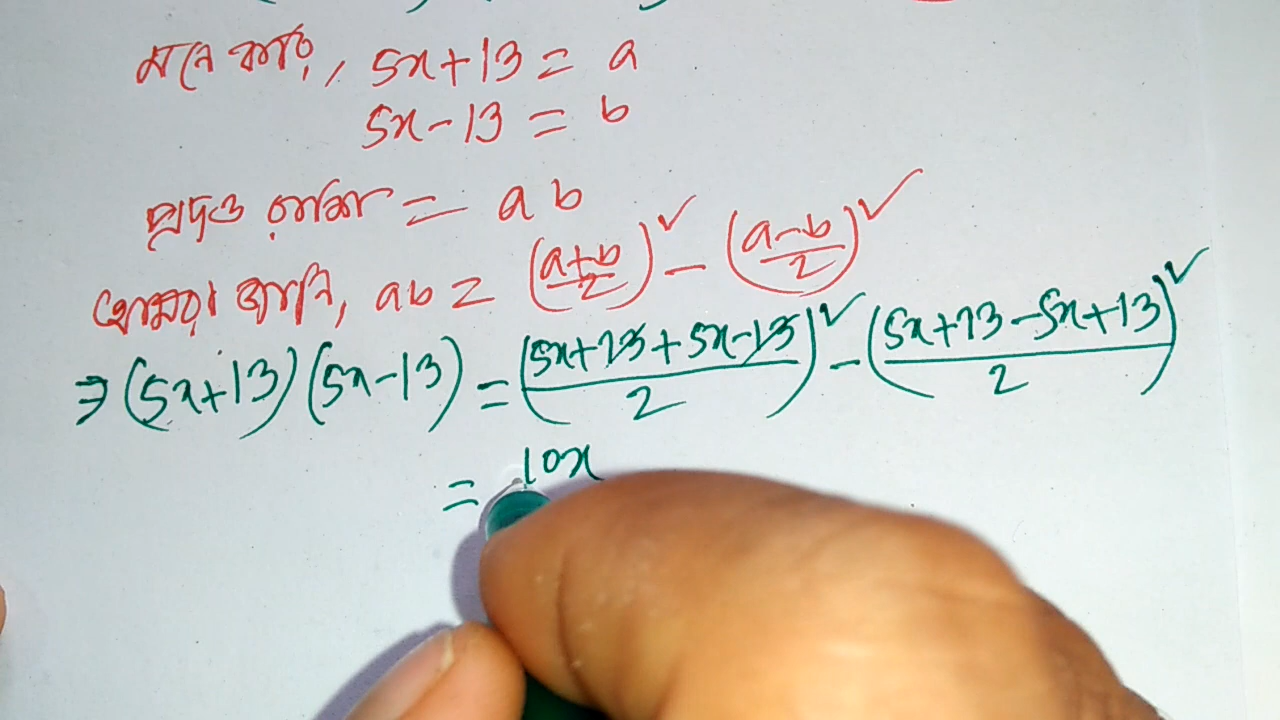 মনে করি, 5x+13 = a
5x-13 = b
প্রদত্ত রাশি = ab
আমরা জানি, ab = (a+b/2)² - (a-b/2)²
⇒ (5x+13)(5x-13) = (5x+13+5x-13/2)² - (5x+13-5x+13/2)²
= 10x